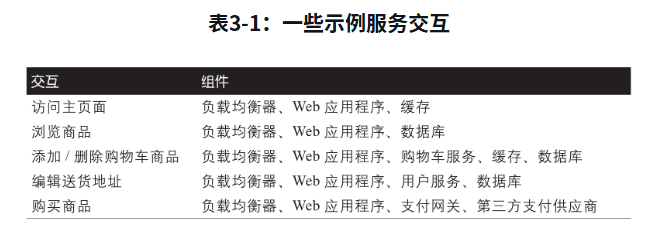 表3-1：一些示例服务交互
交互 组件
访问主页面 负载均衡器、Web 应用程序、缓存
浏览商品 负载均衡器、Web 应用程序、数据库
添加 / 删除购物车商品 负载均衡器、Web 应用程序、购物车服务、缓存、数据库
编辑送货地址 负载均衡器、Web 应用程序、用户服务、数据库
购买商品 负载均衡器、Web 应用程序、支付网关、第三方支付供应商